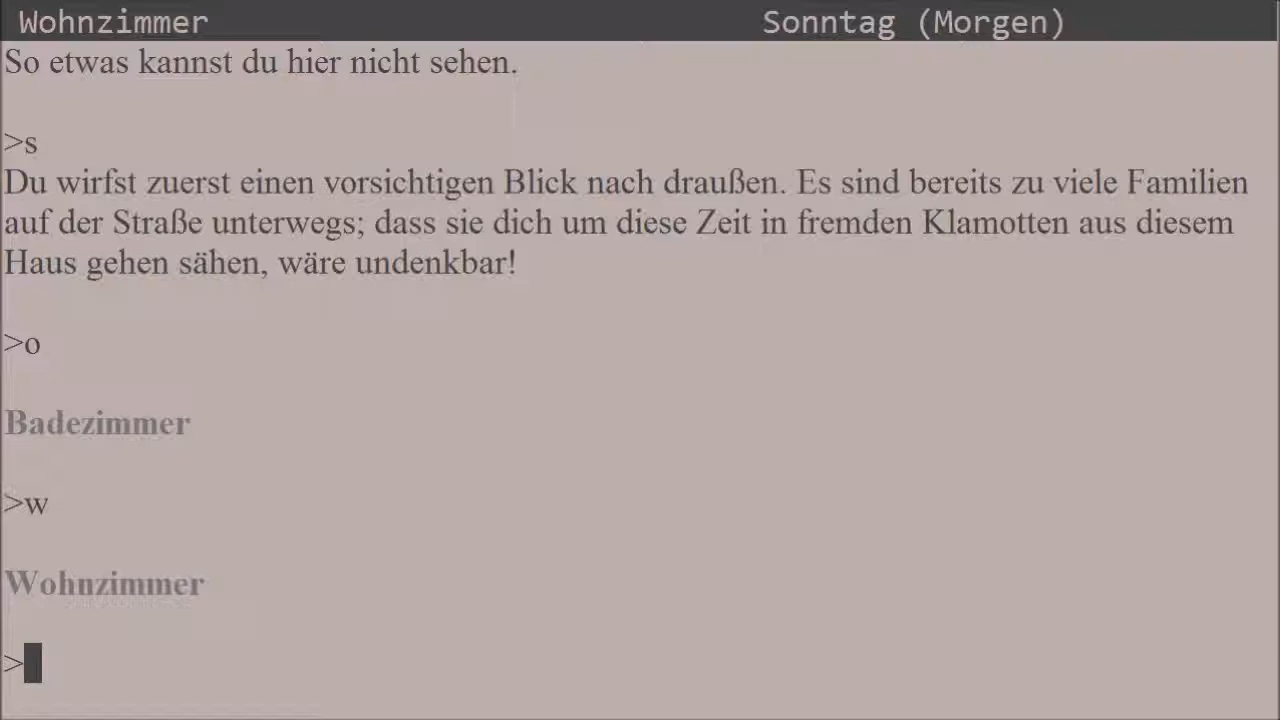 Wohnzimmer Sonntag (Morgen)
So etwas kannst du hier nicht sehen.
>s
Du wirfst zuerst einen vorsichtigen Blick nach draußen. Es sind bereits zu viele Familien
auf der Straße unterwegs; dass sie dich um diese Zeit in fremden Klamotten aus diesem
Haus gehen sähen, wäre undenkbar!
>o
Badezimmer
>w
Wohnzimmer
>